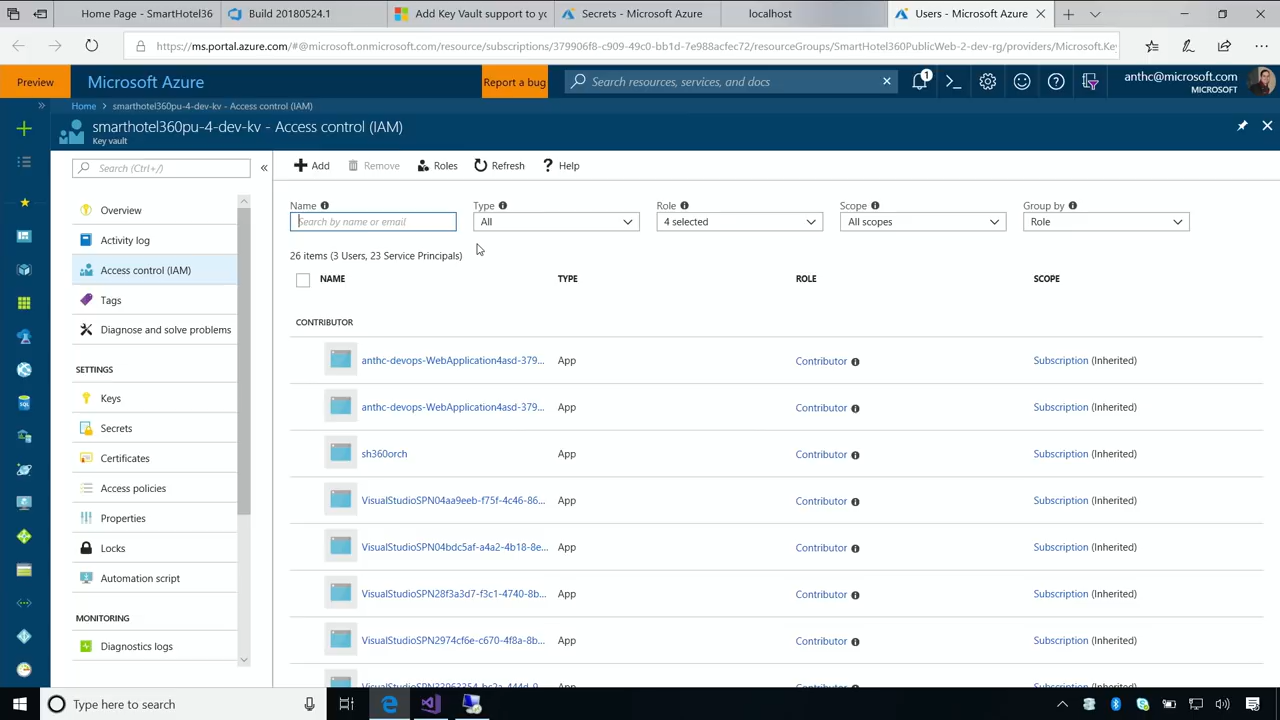 Home Page - SmartHotel36
Build 20180524.1
Add Key Vault support to yo
Secrets - Microsoft Azure
localhost
Users - Microsoft Azure
https://ms.portal.azure.com/#@microsoft.onmicrosoft.com/resource/subscriptions/379906f8-c909-49c0-bb1d-7e988acfec72/resourceGroups/SmartHotel360PublicWeb-2-dev-rg/providers/Microsoft.Ke
Preview
Microsoft Azure
Report a bug
Search resources, services, and docs
1
anthc@microsoft.com
MICROSOFT
Home > smarthotel360pu-4-dev-kv - Access control (IAM)
smarthotel360pu-4-dev-kv - Access control (IAM)
Key vault
Search (Ctrl+/)
Overview
Activity log
Access control (IAM)
Tags
Diagnose and solve problems
SETTINGS
Keys
Secrets
Certificates
Access policies
Properties
Locks
Automation script
MONITORING
Diagnostics logs
Add
Remove
Roles
Refresh
Help
Name
Type
Role
Scope
Group by
Search by name or email
All
4 selected
All scopes
Role
26 items (3 Users, 23 Service Principals)
NAME TYPE ROLE SCOPE
CONTRIBUTOR
anthc-devops-WebApplication4asd-379... App Contributor Subscription (Inherited)
anthc-devops-WebApplication4asd-379... App Contributor Subscription (Inherited)
sh360orch App Contributor Subscription (Inherited)
VisualStudioSPN04aa9eeb-f75f-4c46-86... App Contributor Subscription (Inherited)
VisualStudioSPN04bdc5af-a4a2-4b18-8e... App Contributor Subscription (Inherited)
VisualStudioSPN28f3a3d7-f3c1-4740-8b... App Contributor Subscription (Inherited)
VisualStudioSPN2974cf6e-c670-4f8a-8b... App Contributor Subscription (Inherited)
Type here to search